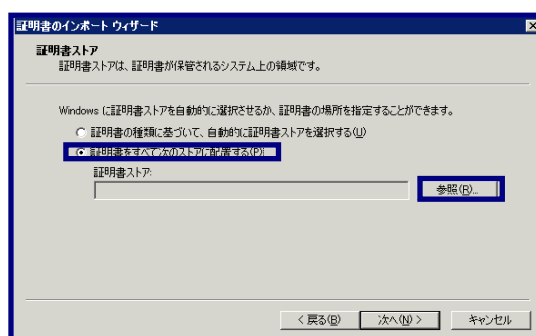 証明書のインポート ウィザード
証明書ストア
証明書ストアは、証明書が保管されるシステム上の領域です。
Windows に証明書ストアを自動的に選択させるか、証明書の場所を指定することができます。
証明書の種類に基づいて、自動的に証明書ストアを選択する(U)
証明書をすべて次のストアに配置する(P)
証明書ストア:
参照(R)...
< 戻る(B)
次へ(N) >
キャンセル